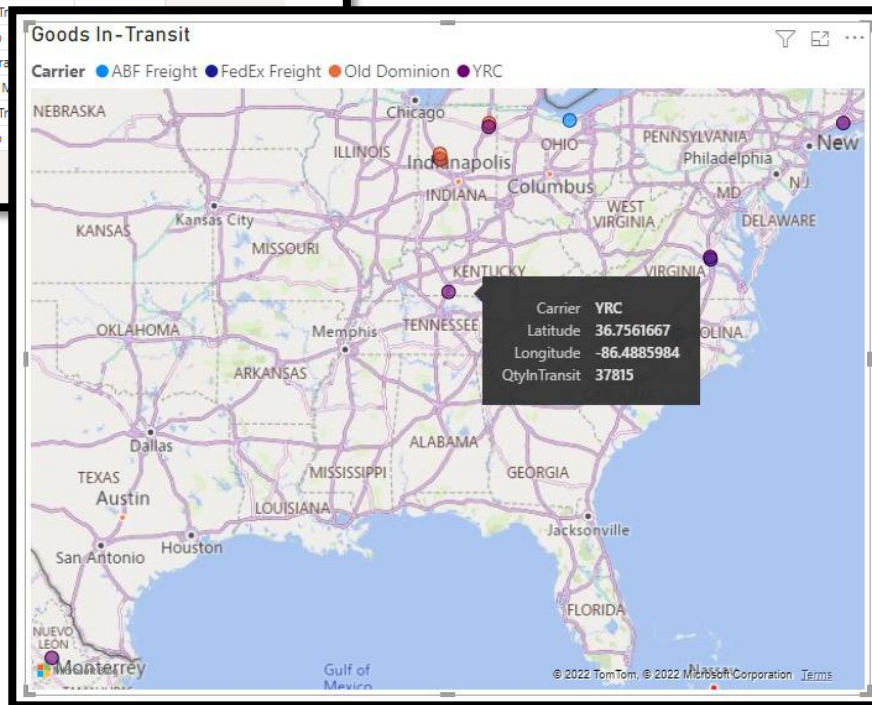 Goods In-Transit
Carrier ABF Freight FedEx Freight Old Dominion YRC
NEBRASKA
Chicago
ILLINOIS
Indianapolis
INDIANA
OHIO
Columbus
PENNSYLVANIA
Philadelphia
New
N.J.
MD
DELAWARE
WEST
VIRGINIA
Kansas City
KANSAS
MISSOURI
KENTUCKY
VIRGINIA
Carrier YRC
Latitude 36.7561667
Longitude -86.4885984
QtyInTransit 37815
OKLAHOMA
Memphis
TENNESSEE
OLINA
ARKANSAS
Dallas
ALABAMA
MISSISSIPPI
GEORGIA
TEXAS
Austin
LOUISIANA
Jacksonville
San Antonio
Houston
FLORIDA
NUEVO
LEÓN
Monterrey
Gulf of
Mexico
Nassau
© 2022 TomTom, © 2022 Microsoft Corporation Terms